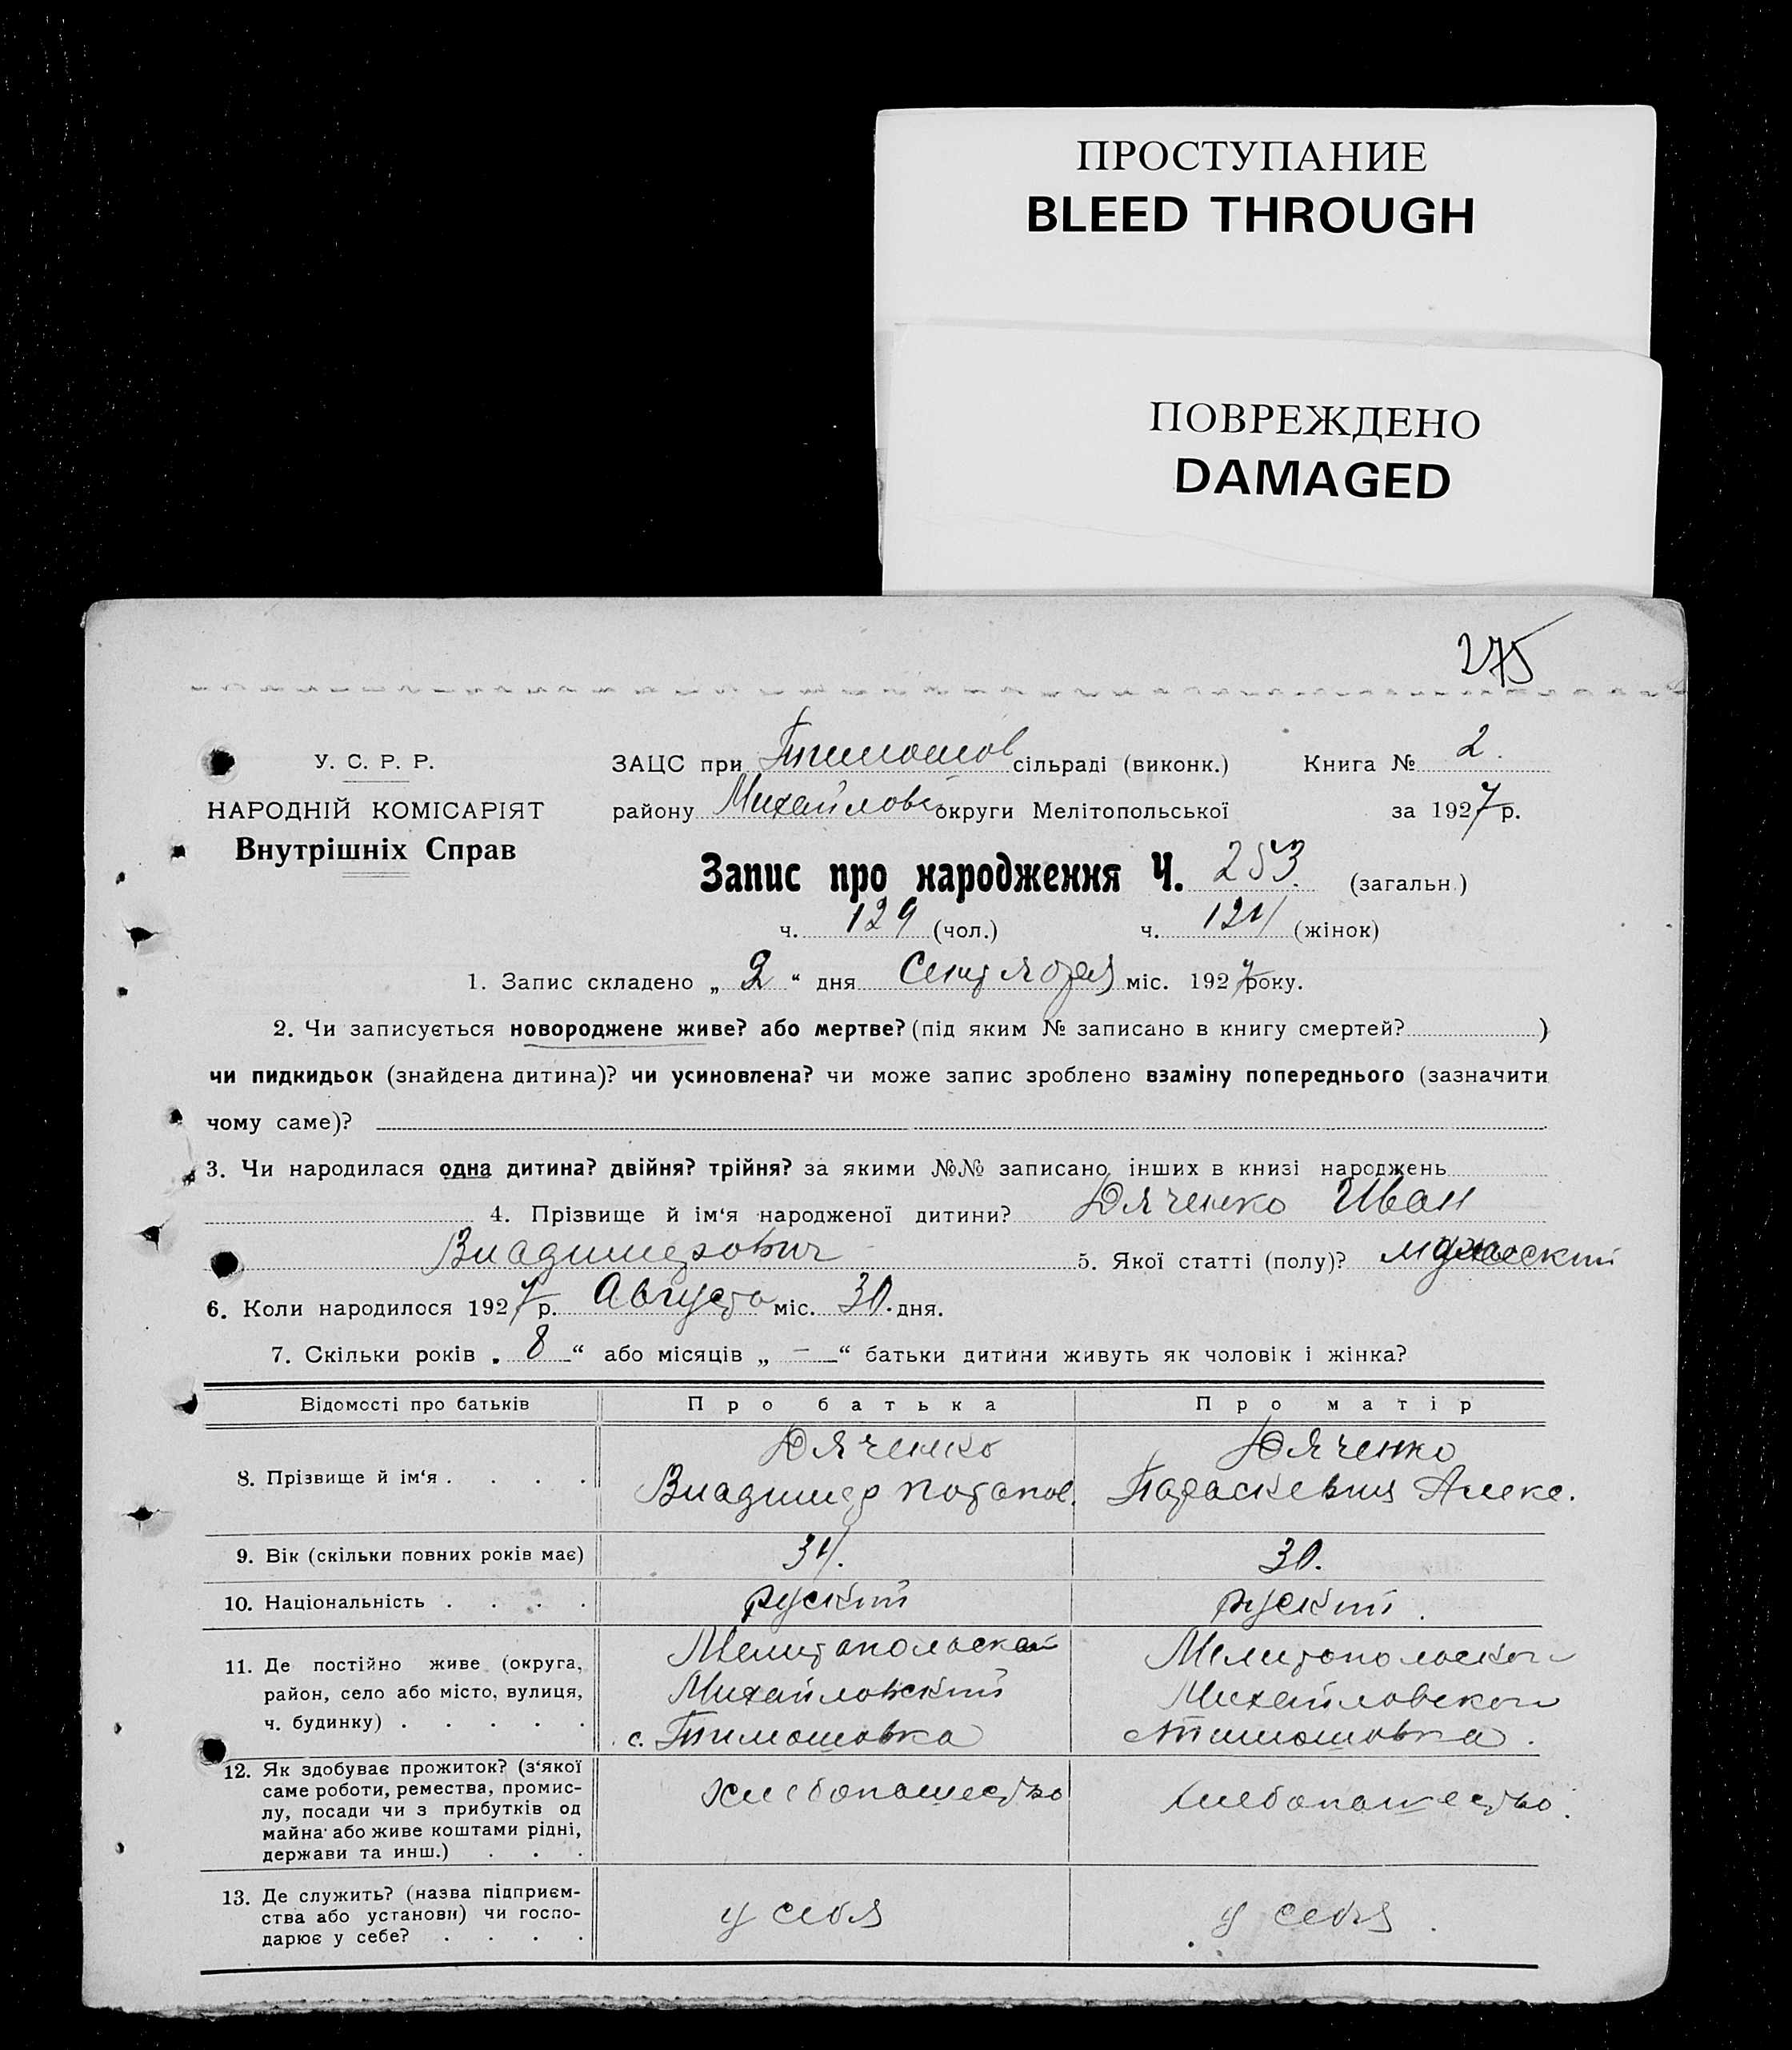 ПРОСТУПАНИЕ
BLEED THROUGH
ПОВРЕЖДЕНО
DAMAGED
275
У. С. Р. Р.
НАРОДНІЙ КОМІСАРІЯТ
Внутрішніх Справ
ЗАЦС при Тимошов сільраді (виконк.) Книга № 2.
району Михайловс округи Мелітопольської за 1927 р.
Запис про народження Ч. 253. (загальн.)
ч. 129 (чол.) ч. 124 (жінок)
1. Запис складено „ 2 “ дня Сентября міс. 1927 року.
2. Чи записується новороджене живе? або мертве? (під яким № записано в книгу смертей? )
чи пидкидьок (знайдена дитина)? чи усиновлена? чи може запис зроблено взаміну попереднього (зазначити
чому саме)?
3. Чи народилася одна дитина? двійня? трійня? за якими №№ записано інших в книзі народжень
4. Прізвище й ім‘я народженої дитини? Дяченко Иван
Владимерович 5. Якої статті (полу)? мужеский
6. Коли народилося 1927 р. Августа міс. 30. дня.
7. Скільки років „ 8 “ або місяців „ — “ батьки дитини живуть як чоловік і жінка?
Відомості про батьків Про батька Про матір
8. Прізвище й ім‘я . . . . Дяченко Владимер Потапов. Дяченко Параскевия Алекс.
9. Вік (скільки повних років має) 34. 30.
10. Національність . . . . руский руский.
11. Де постійно живе (округа, район, село або місто, вулиця, ч. будинку) . . . . . Мелитопольской Михайловский с. Тимошовка Мелитопольской Михайловской с Тимошовка.
12. Як здобуває прожиток? (з‘якої саме роботи, ремества, промислу, посади чи з прибутків од майна або живе коштами рідні, держави та инш.) . . . Хлебопашество хлебопашество.
13. Де служить? (назва підприємства або установи) чи господарює у себе? . . . . у себя у себя.